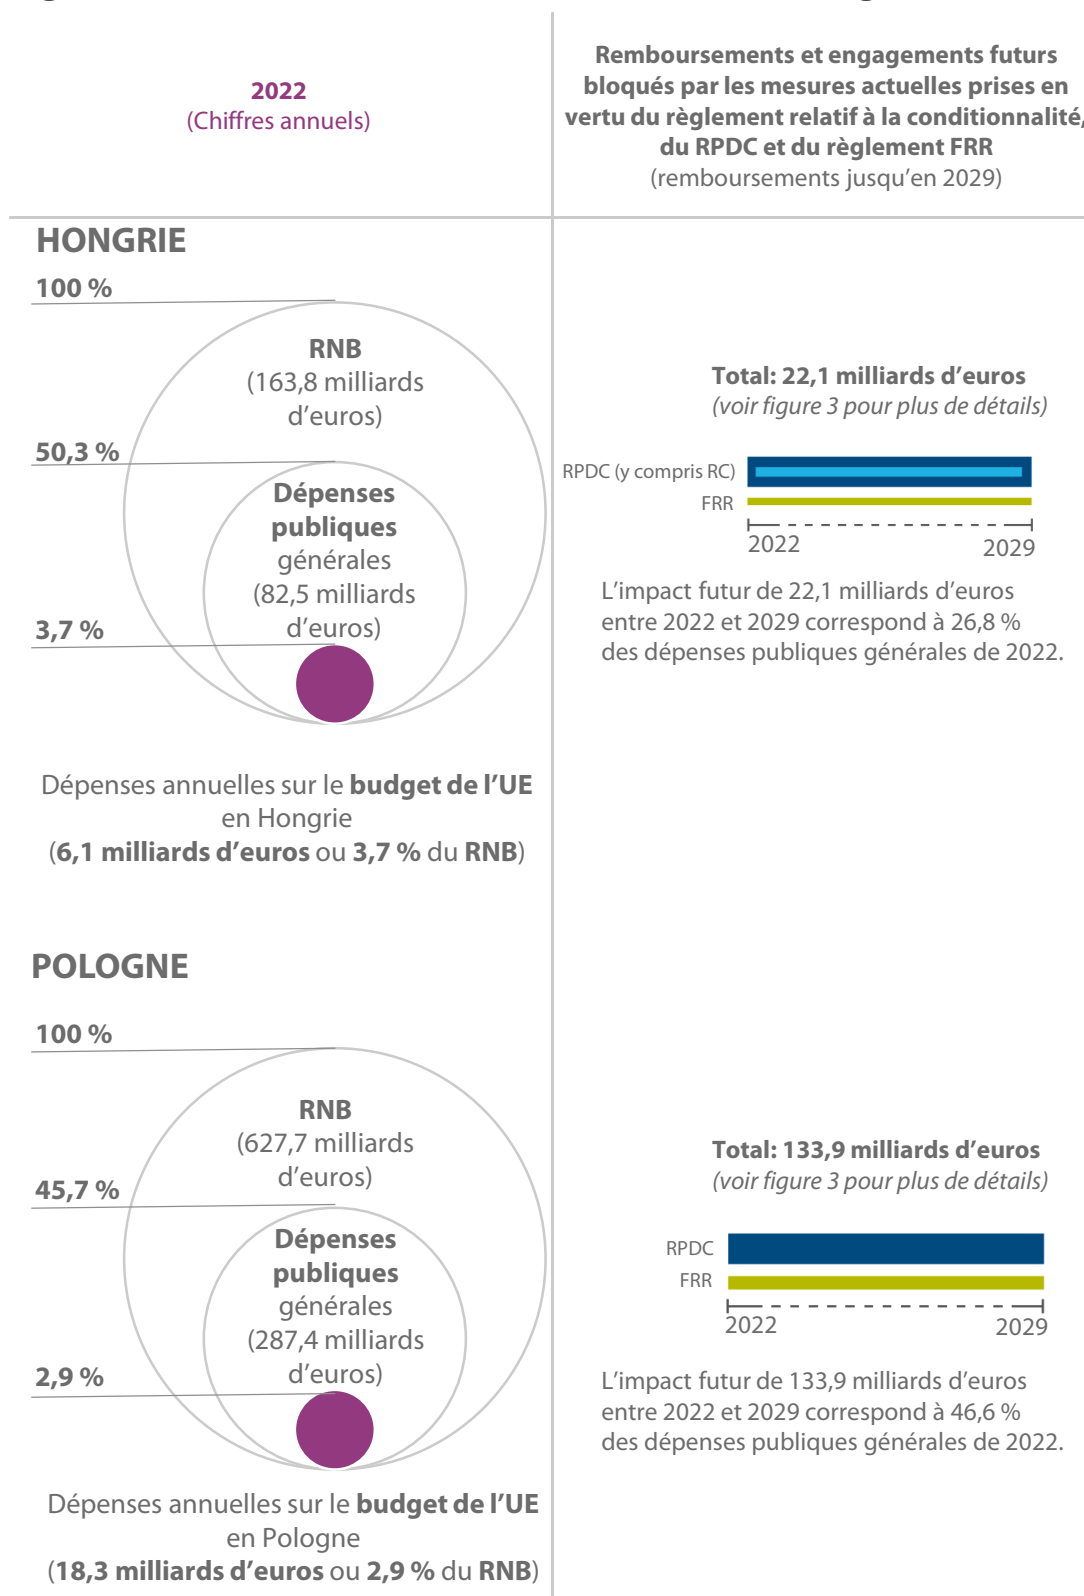 2022
(Chiffres annuels)
Remboursements et engagements futurs
bloqués par les mesures actuelles prises en
vertu du règlement relatif à la conditionnalité,
du RPDC et du règlement FRR
(remboursements jusqu’en 2029)
HONGRIE
100 %
RNB
(163,8 milliards
d’euros)
50,3 %
Dépenses
publiques
générales
(82,5 milliards
d’euros)
3,7 %
Dépenses annuelles sur le budget de l’UE
en Hongrie
(6,1 milliards d’euros ou 3,7 % du RNB)
Total: 22,1 milliards d’euros
(voir figure 3 pour plus de détails)
RPDC (y compris RC)
FRR
2022 2029
L’impact futur de 22,1 milliards d’euros
entre 2022 et 2029 correspond à 26,8 %
des dépenses publiques générales de 2022.
POLOGNE
100 %
RNB
(627,7 milliards
d’euros)
45,7 %
Dépenses
publiques
générales
(287,4 milliards
d’euros)
2,9 %
Dépenses annuelles sur le budget de l’UE
en Pologne
(18,3 milliards d’euros ou 2,9 % du RNB)
Total: 133,9 milliards d’euros
(voir figure 3 pour plus de détails)
RPDC
FRR
2022 2029
L’impact futur de 133,9 milliards d’euros
entre 2022 et 2029 correspond à 46,6 %
des dépenses publiques générales de 2022.